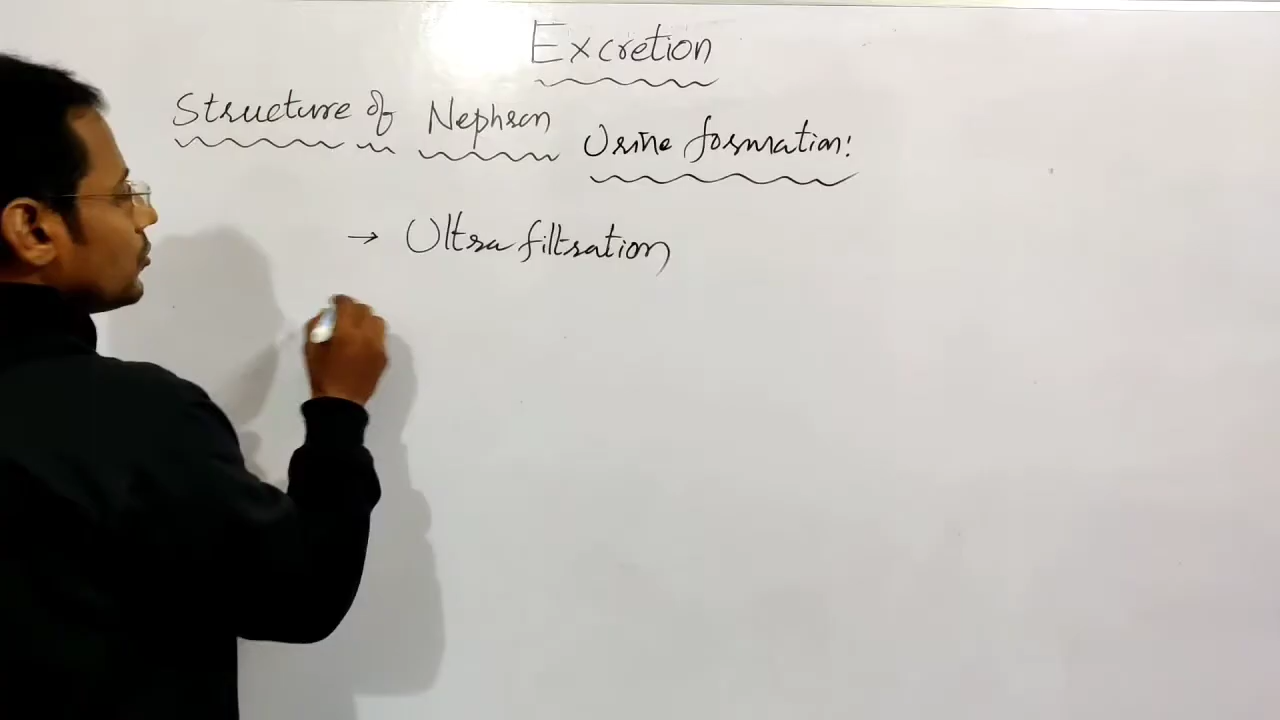 Excretion
Structure of Nephron
Urine formation:
→ Ultra filtration